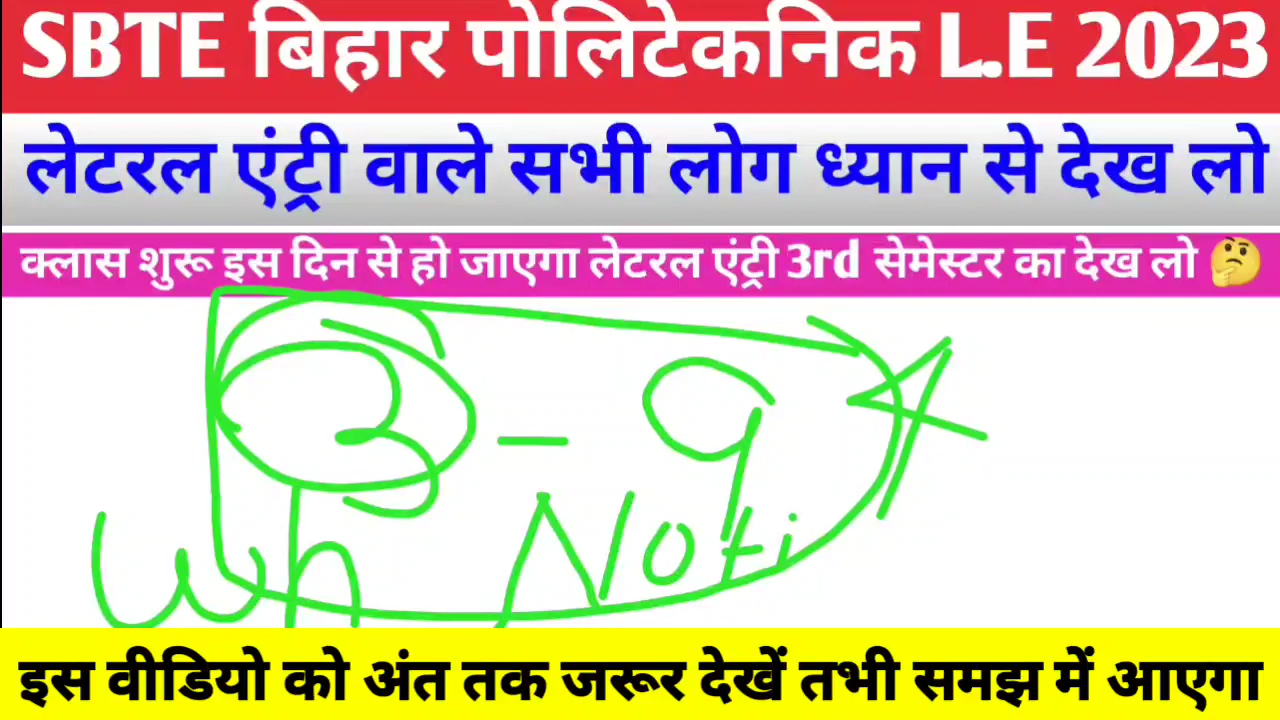 SBTE बिहार पोलिटेकनिक L.E 2023
लेटरल एंट्री वाले सभी लोग ध्यान से देख लो
क्लास शुरू इस दिन से हो जाएगा लेटरल एंट्री 3rd सेमेस्टर का देख लो 🤔
3 - 9
Wh Noti
इस वीडियो को अंत तक जरूर देखें तभी समझ में आएगा